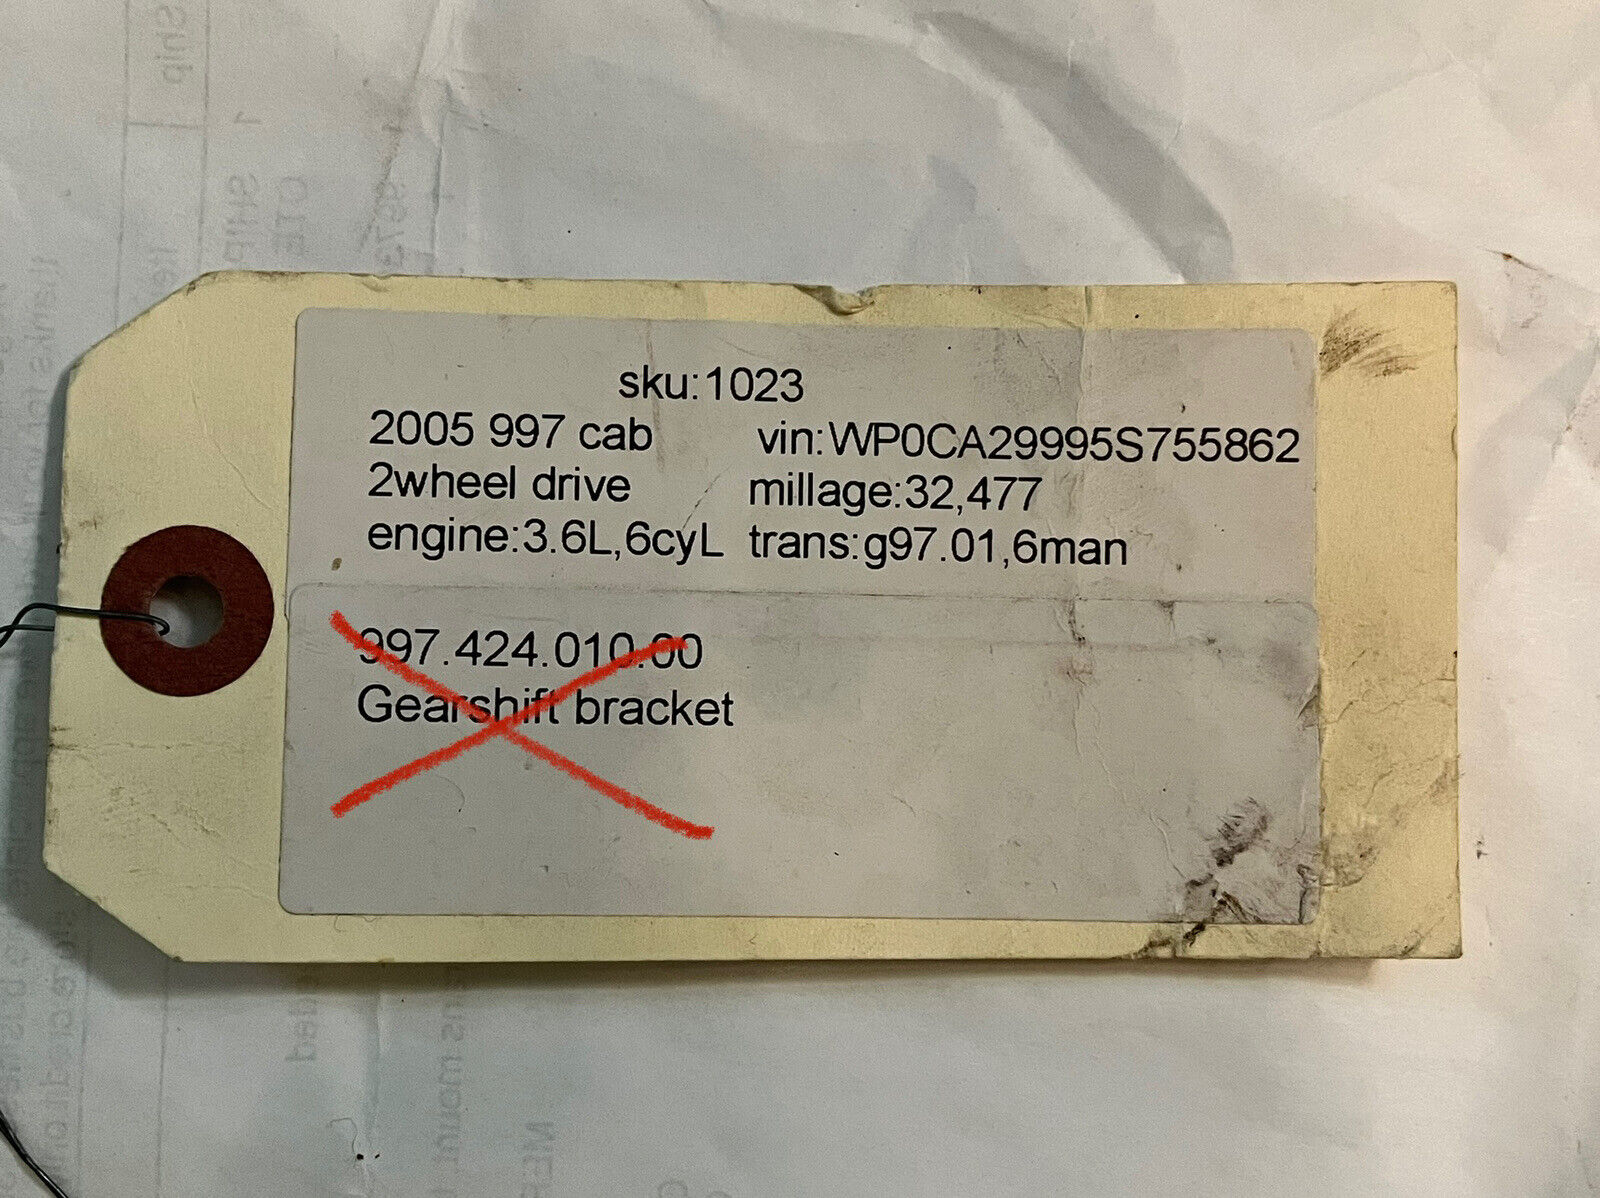 sku:1023
2005 997 cab vin:WP0CA29995S755862
2wheel drive millage:32,477
engine:3.6L,6cyL trans:g97.01,6man
997.424.010.00
Gearshift bracket